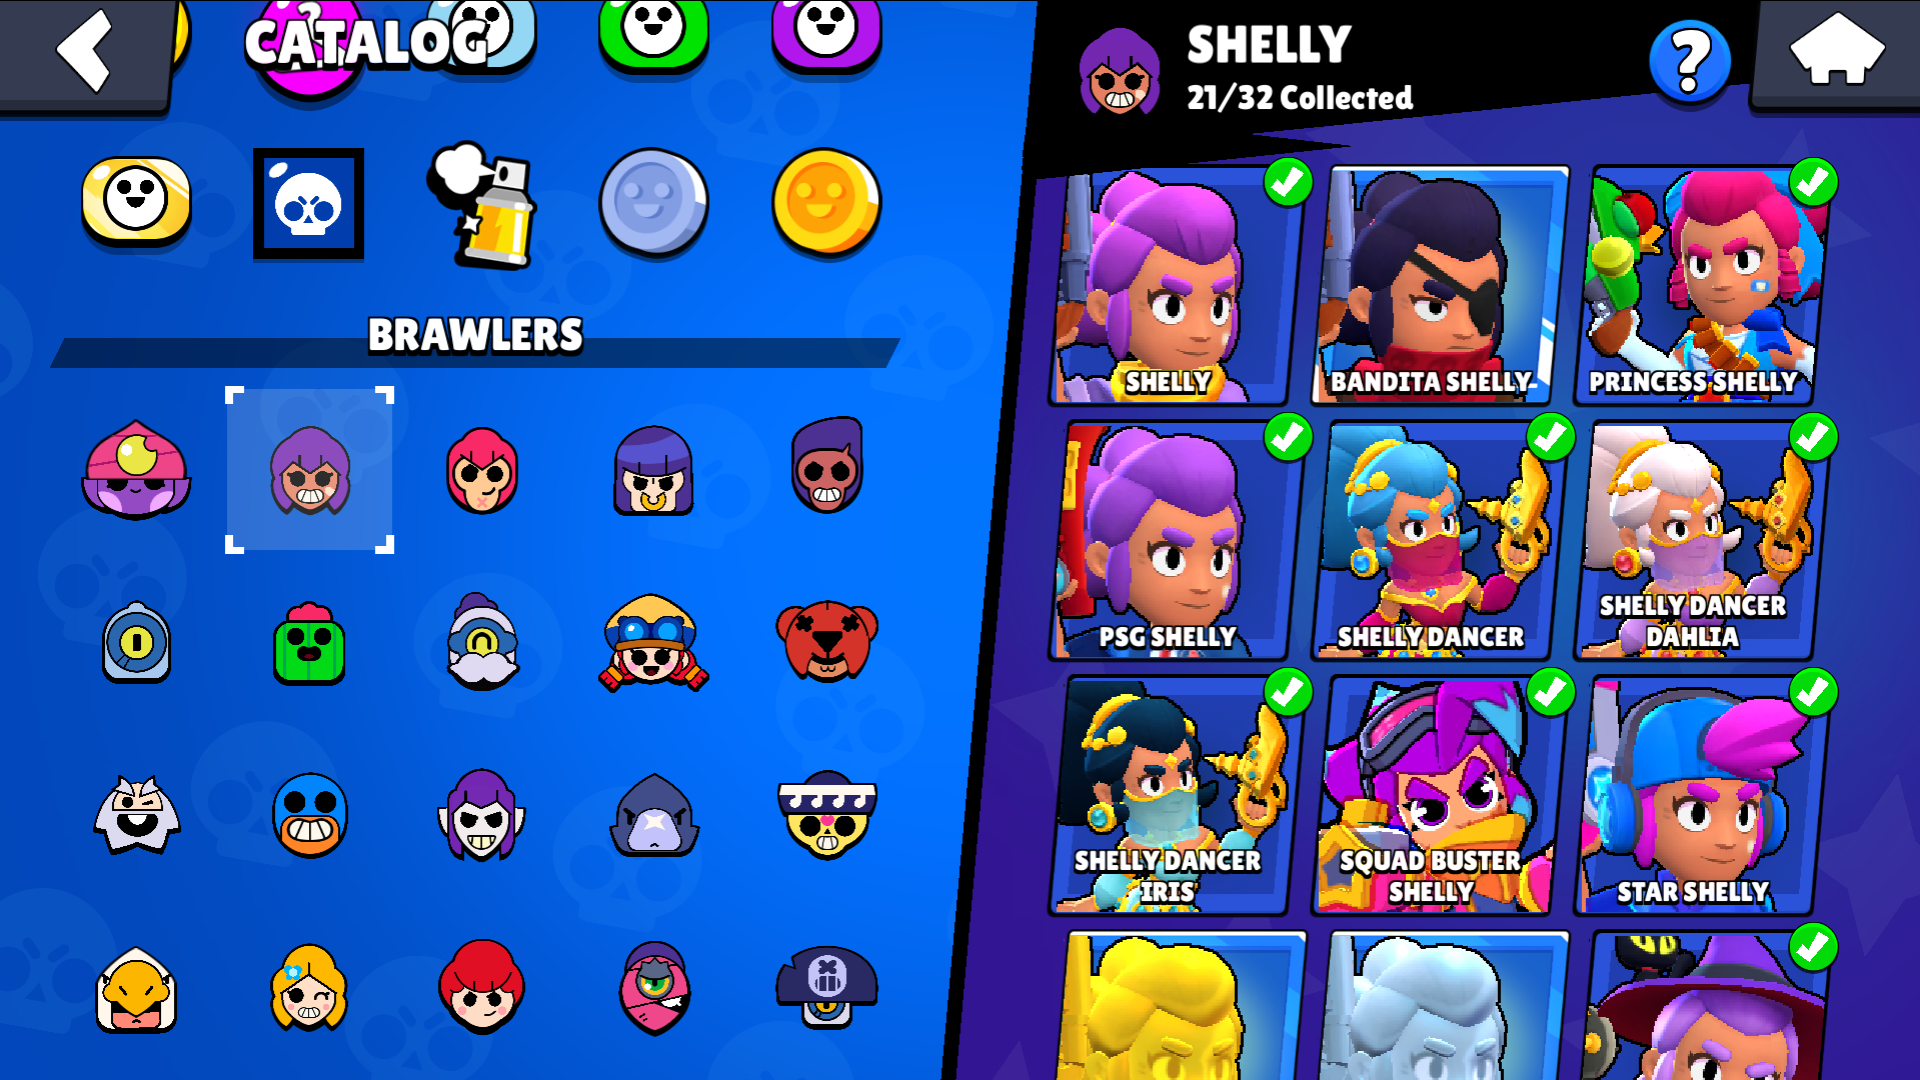 CATALOG
SHELLY
21/32 Collected
?
BRAWLERS
SHELLY
BANDITA SHELLY
PRINCESS SHELLY
PSG SHELLY
SHELLY DANCER
SHELLY DANCER
DAHLIA
SHELLY DANCER
IRIS
SQUAD BUSTER
SHELLY
STAR SHELLY